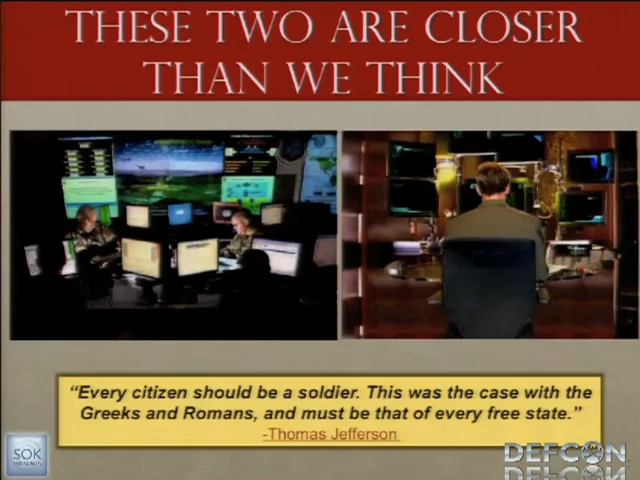 THESE TWO ARE CLOSER
THAN WE THINK
“Every citizen should be a soldier. This was the case with the
Greeks and Romans, and must be that of every free state.”
-Thomas Jefferson
SOK
DEFCON